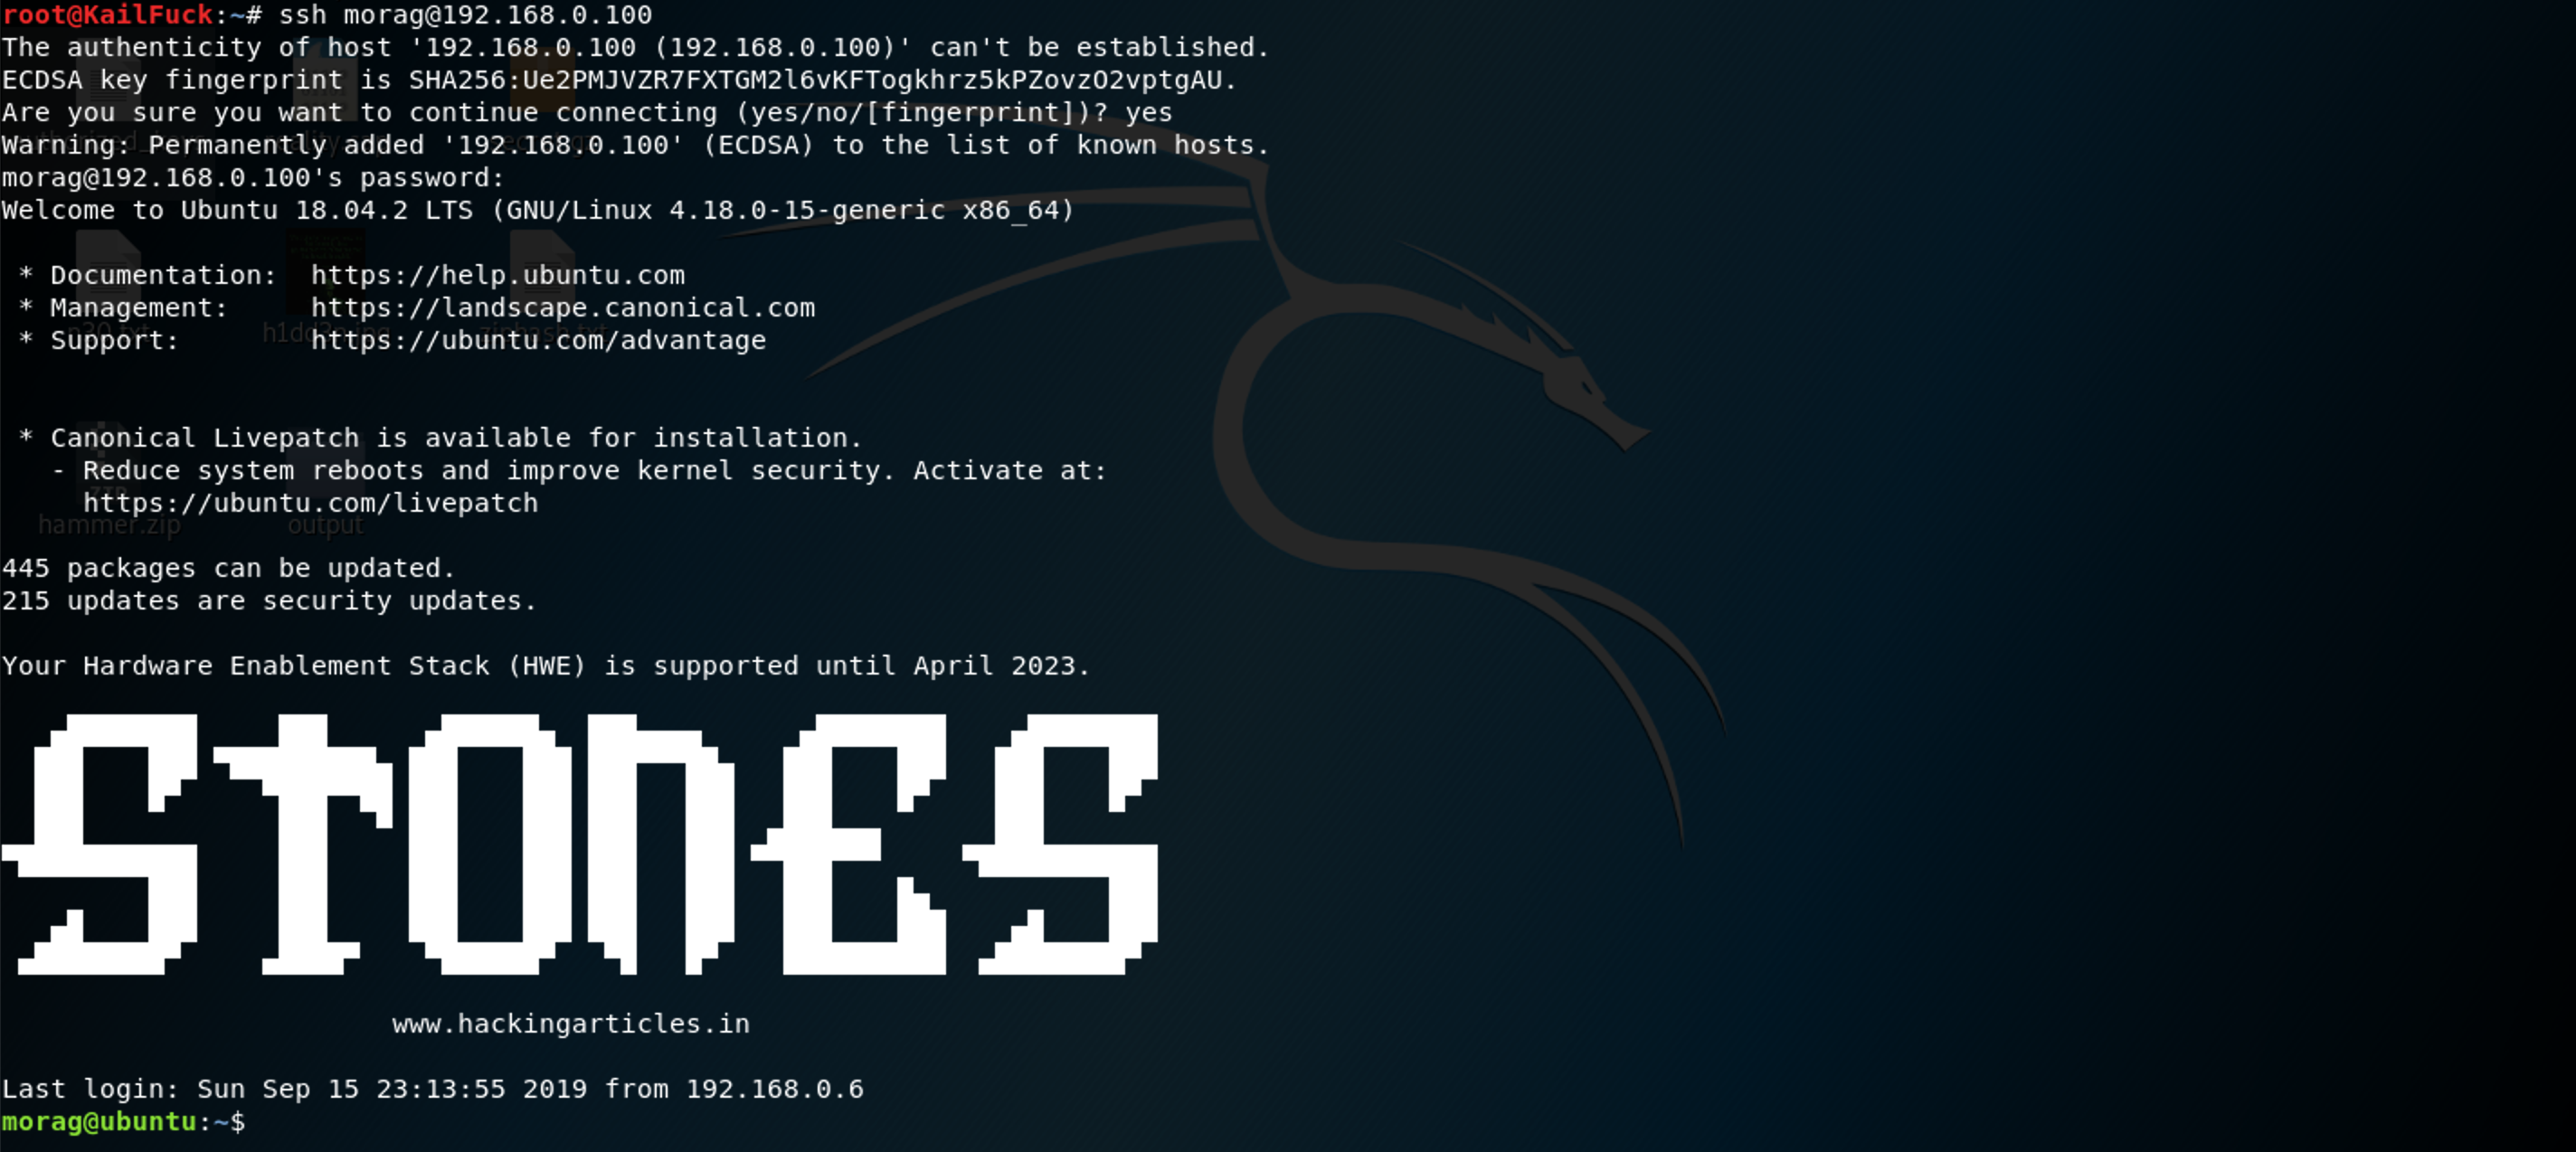 root@KailFuck:~# ssh morag@192.168.0.100
The authenticity of host '192.168.0.100 (192.168.0.100)' can't be established.
ECDSA key fingerprint is SHA256:Ue2PMJVZR7FXTGM2l6vKFTogkhrz5kPZovzO2vptgAU.
Are you sure you want to continue connecting (yes/no/[fingerprint])? yes
Warning: Permanently added '192.168.0.100' (ECDSA) to the list of known hosts.
morag@192.168.0.100's password:
Welcome to Ubuntu 18.04.2 LTS (GNU/Linux 4.18.0-15-generic x86_64)
* Documentation:  https://help.ubuntu.com
* Management:     https://landscape.canonical.com
h1dd3n.jpg
ziphash.txt
* Support:        https://ubuntu.com/advantage
* Canonical Livepatch is available for installation.
- Reduce system reboots and improve kernel security. Activate at:
https://ubuntu.com/livepatch
hammer.zip
output
445 packages can be updated.
215 updates are security updates.
Your Hardware Enablement Stack (HWE) is supported until April 2023.
STONES
www.hackingarticles.in
Last login: Sun Sep 15 23:13:55 2019 from 192.168.0.6
morag@ubuntu:~$